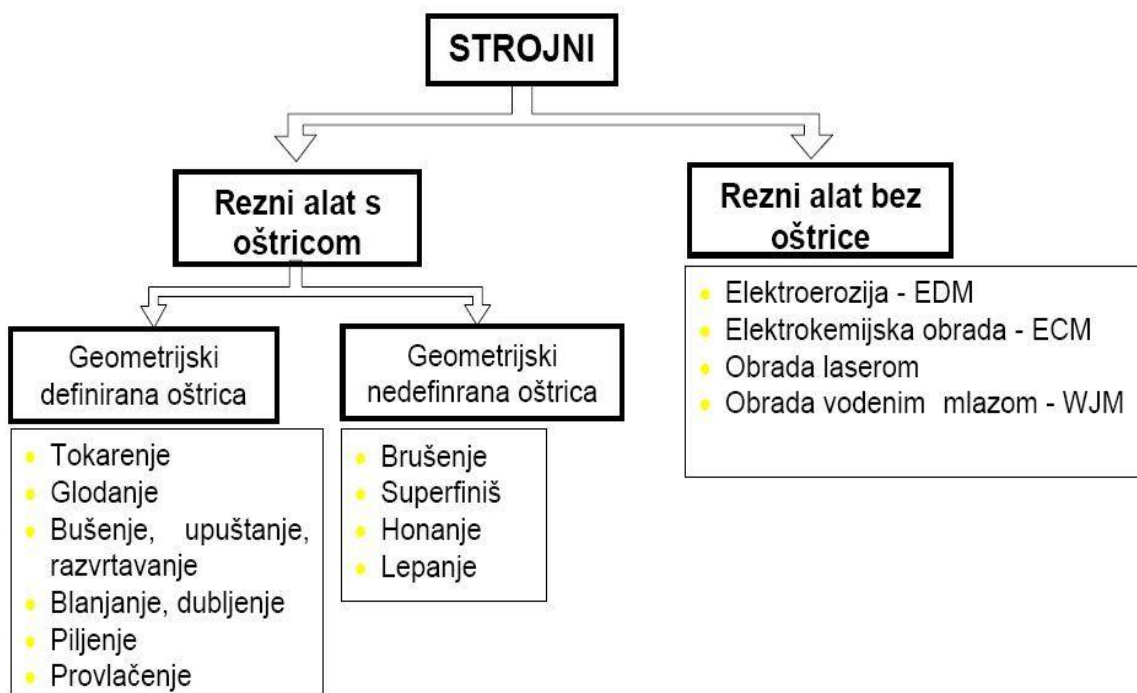 STROJNI
Rezni alat s
oštricom
Rezni alat bez
oštrice
Geometrijski
definirana oštrica
Geometrijski
nedefinrana oštrica
Tokarenje
Glodanje
Bušenje, upuštanje,
razvrtavanje
Blanjanje, dubljenje
Piljenje
Provlačenje
Brušenje
Superfiniš
Honanje
Lepanje
Elektroerozija - EDM
Elektrokemijska obrada - ECM
Obrada laserom
Obrada vodenim mlazom - WJM